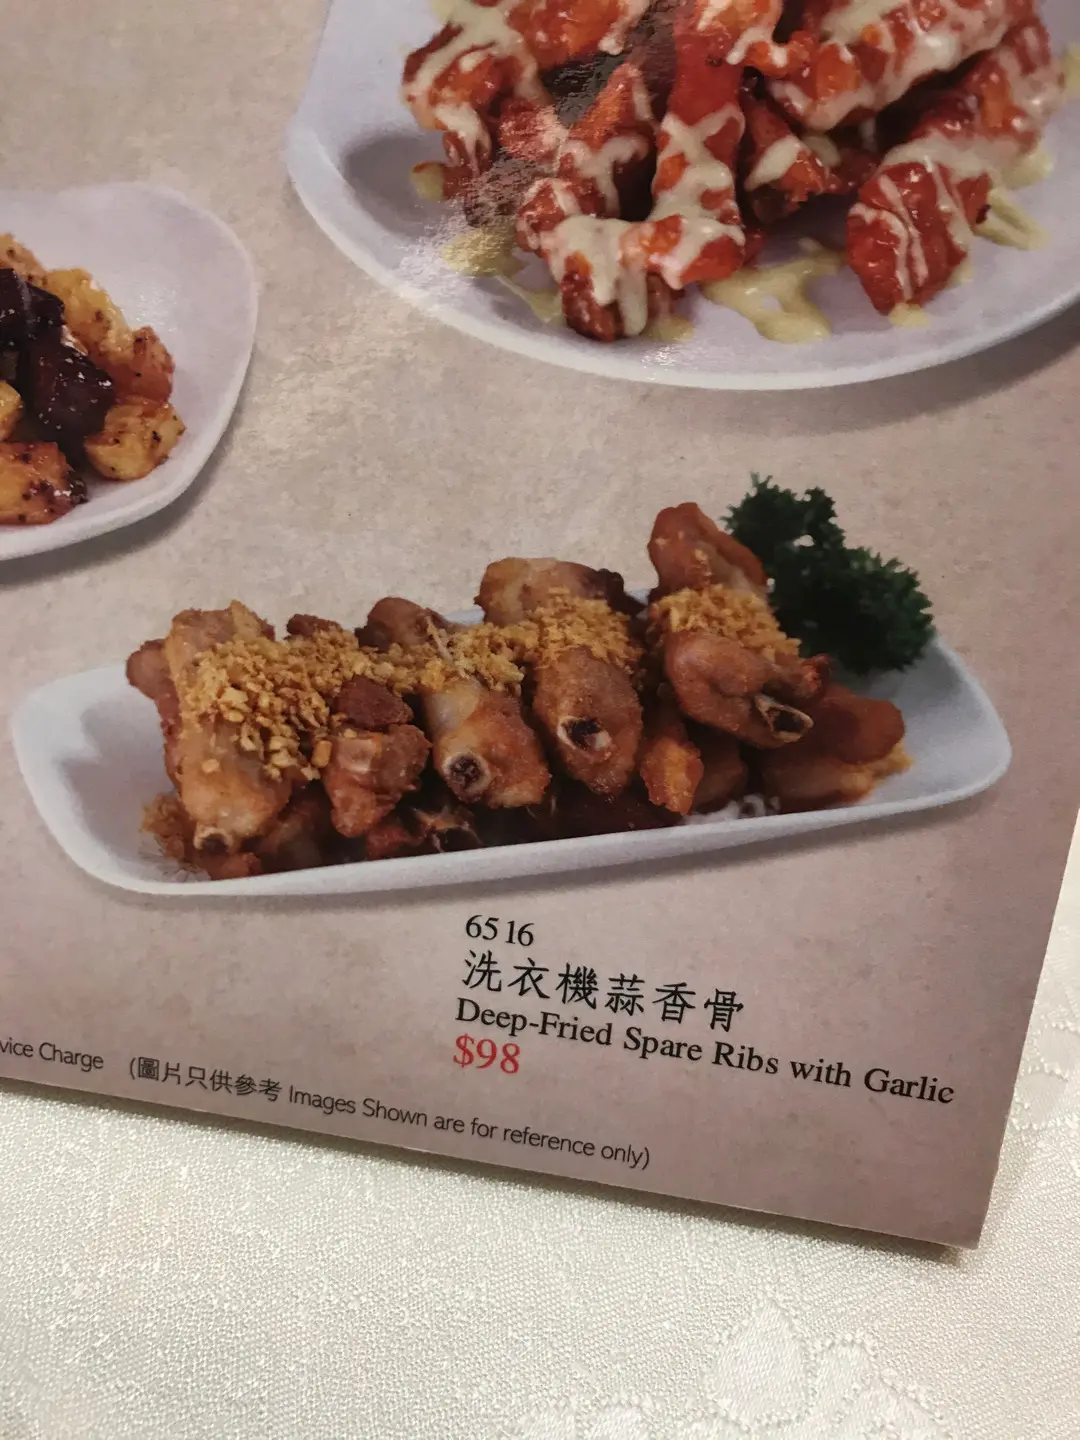 6516
洗衣機蒜香骨
Deep-Fried Spare Ribs with Garlic
$98
vice Charge (圖片只供參考 Images Shown are for reference only)